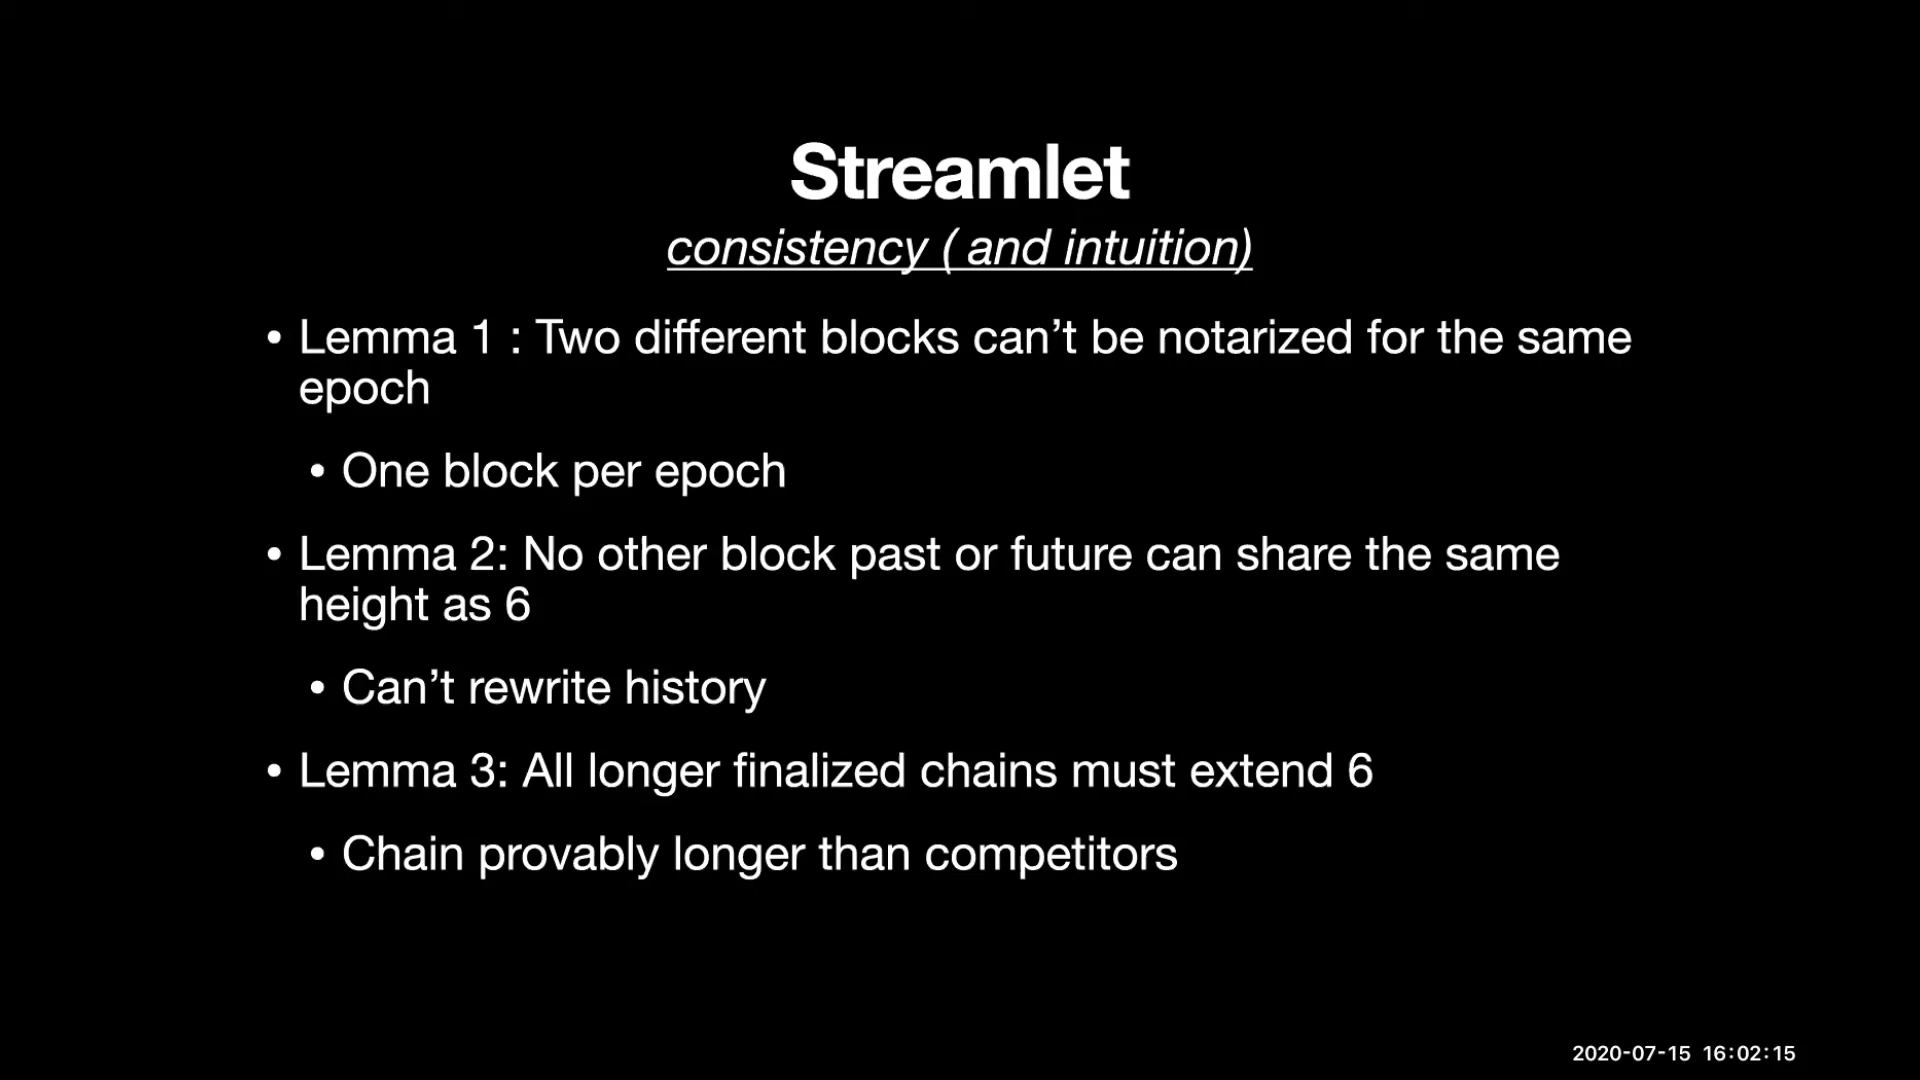 Streamlet
consistency ( and intuition)
• Lemma 1 : Two different blocks can’t be notarized for the same
epoch
• One block per epoch
• Lemma 2: No other block past or future can share the same
height as 6
• Can’t rewrite history
• Lemma 3: All longer finalized chains must extend 6
• Chain provably longer than competitors
2020-07-15 16:02:15